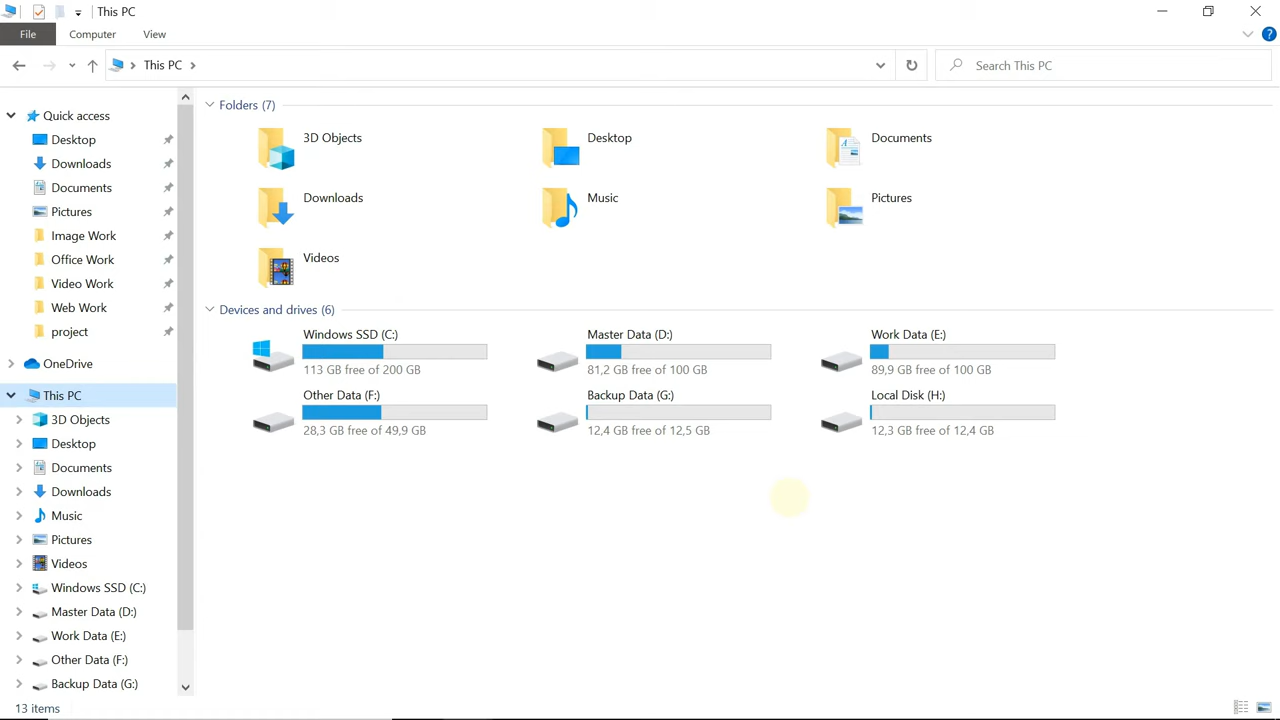 This PC
File Computer View
This PC
Search This PC
Quick access
Desktop
Downloads
Documents
Pictures
Image Work
Office Work
Video Work
Web Work
project
OneDrive
This PC
3D Objects
Desktop
Documents
Downloads
Music
Pictures
Videos
Windows SSD (C:)
Master Data (D:)
Work Data (E:)
Other Data (F:)
Backup Data (G:)
Folders (7)
3D Objects Desktop Documents
Downloads Music Pictures
Videos
Devices and drives (6)
Windows SSD (C:) Master Data (D:) Work Data (E:)
113 GB free of 200 GB 81,2 GB free of 100 GB 89,9 GB free of 100 GB
Other Data (F:) Backup Data (G:) Local Disk (H:)
28,3 GB free of 49,9 GB 12,4 GB free of 12,5 GB 12,3 GB free of 12,4 GB
13 items